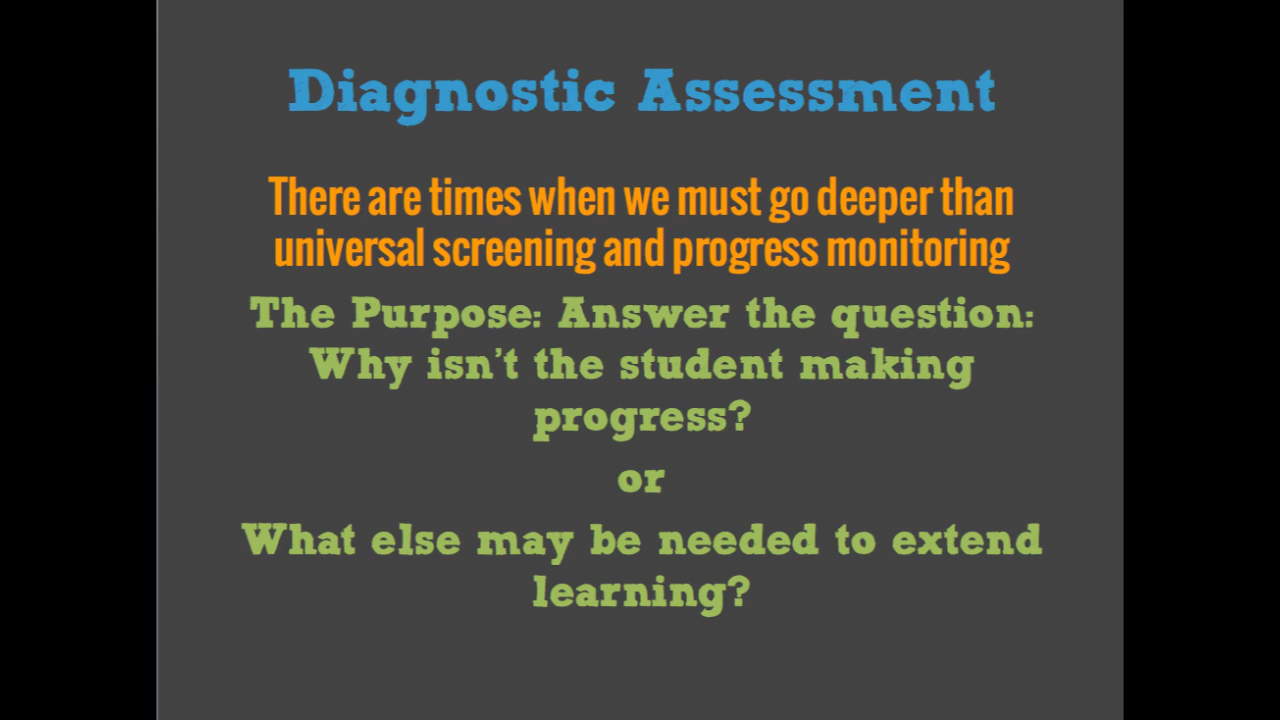 Diagnostic Assessment
There are times when we must go deeper than
universal screening and progress monitoring
The Purpose: Answer the question:
Why isn't the student making
progress?
or
What else may be needed to extend
learning?